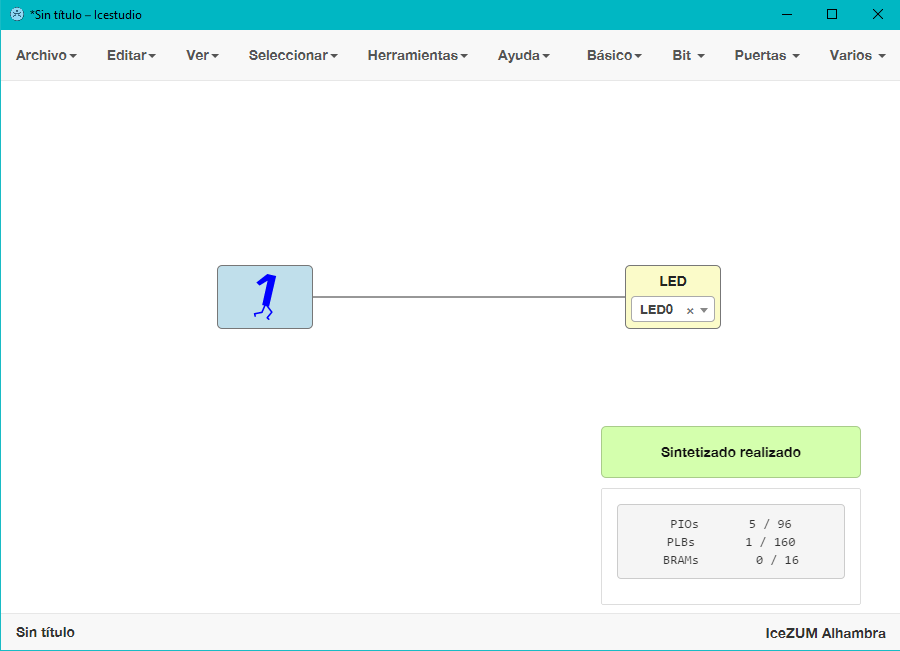 *Sin título – Icestudio
Archivo Editar Ver Seleccionar Herramientas Ayuda Básico Bit Puertas Varios
1
LED
LED0
Sintetizado realizado
PIOs 5 / 96
PLBs 1 / 160
BRAMs 0 / 16
Sin título
IceZUM Alhambra